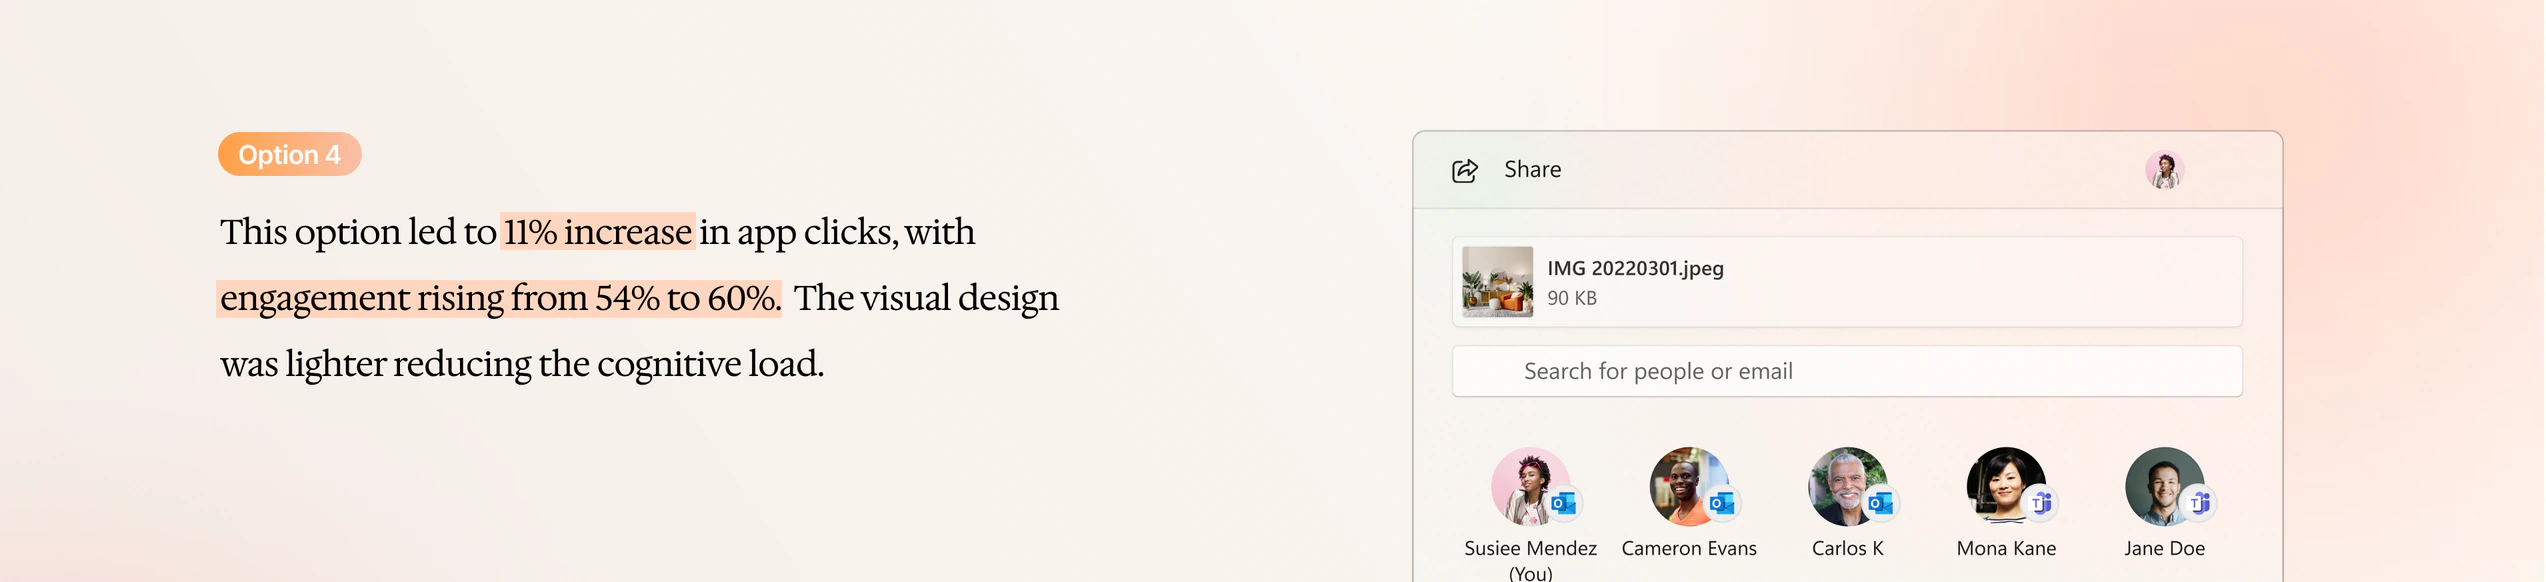 Option 4
This option led to 11% increase in app clicks, with
engagement rising from 54% to 60%. The visual design
was lighter reducing the cognitive load.
Share
IMG 20220301.jpeg
90 KB
Search for people or email
Susiee Mendez
(You)
Cameron Evans
Carlos K
Mona Kane
Jane Doe